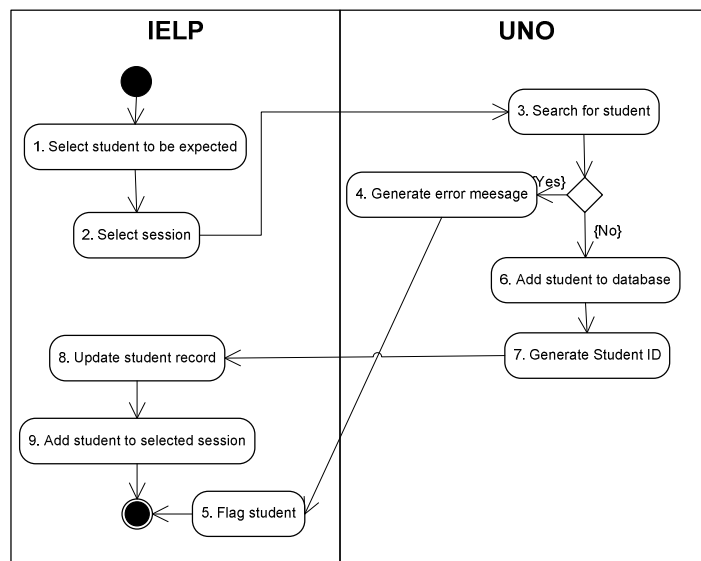 IELP
UNO
1. Select student to be expected
2. Select session
3. Search for student
{Yes}
4. Generate error meesage
{No}
6. Add student to database
7. Generate Student ID
8. Update student record
9. Add student to selected session
5. Flag student